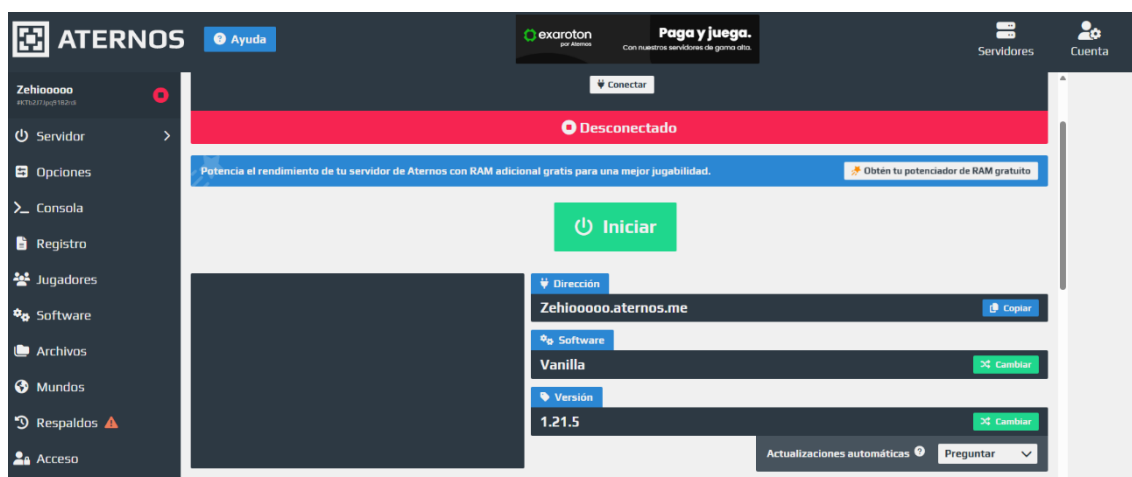 ATERNOS
Ayuda
exaroton
por Aternos
Paga y juega.
Con nuestros servidores de gama alta.
Servidores
Cuenta
Zehiooooo
Conectar
Desconectado
Servidor
Opciones
Consola
Registro
Jugadores
Software
Archivos
Mundos
Respaldos
Acceso
Potencia el rendimiento de tu servidor de Aternos con RAM adicional gratis para una mejor jugabilidad.
Obtén tu potenciador de RAM gratuito
Iniciar
Dirección
Zehiooooo.aternos.me
Copiar
Software
Vanilla
Cambiar
Versión
1.21.5
Cambiar
Actualizaciones automáticas
Preguntar